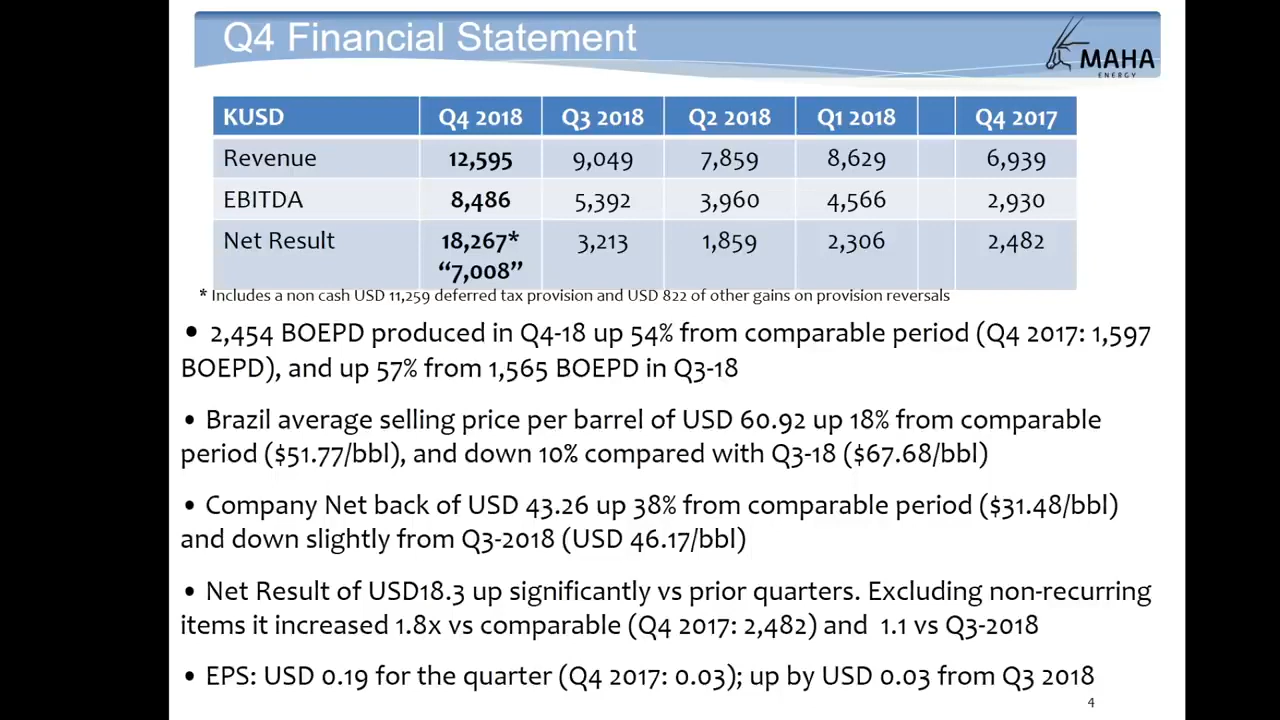 Q4 Financial Statement
MAHA
ENERGY
KUSD Q4 2018 Q3 2018 Q2 2018 Q1 2018 Q4 2017
Revenue 12,595 9,049 7,859 8,629 6,939
EBITDA 8,486 5,392 3,960 4,566 2,930
Net Result 18,267* 3,213 1,859 2,306 2,482
“7,008”
* Includes a non cash USD 11,259 deferred tax provision and USD 822 of other gains on provision reversals
• 2,454 BOEPD produced in Q4-18 up 54% from comparable period (Q4 2017: 1,597
BOEPD), and up 57% from 1,565 BOEPD in Q3-18
• Brazil average selling price per barrel of USD 60.92 up 18% from comparable
period ($51.77/bbl), and down 10% compared with Q3-18 ($67.68/bbl)
• Company Net back of USD 43.26 up 38% from comparable period ($31.48/bbl)
and down slightly from Q3-2018 (USD 46.17/bbl)
• Net Result of USD18.3 up significantly vs prior quarters. Excluding non-recurring
items it increased 1.8x vs comparable (Q4 2017: 2,482) and 1.1 vs Q3-2018
• EPS: USD 0.19 for the quarter (Q4 2017: 0.03); up by USD 0.03 from Q3 2018
4